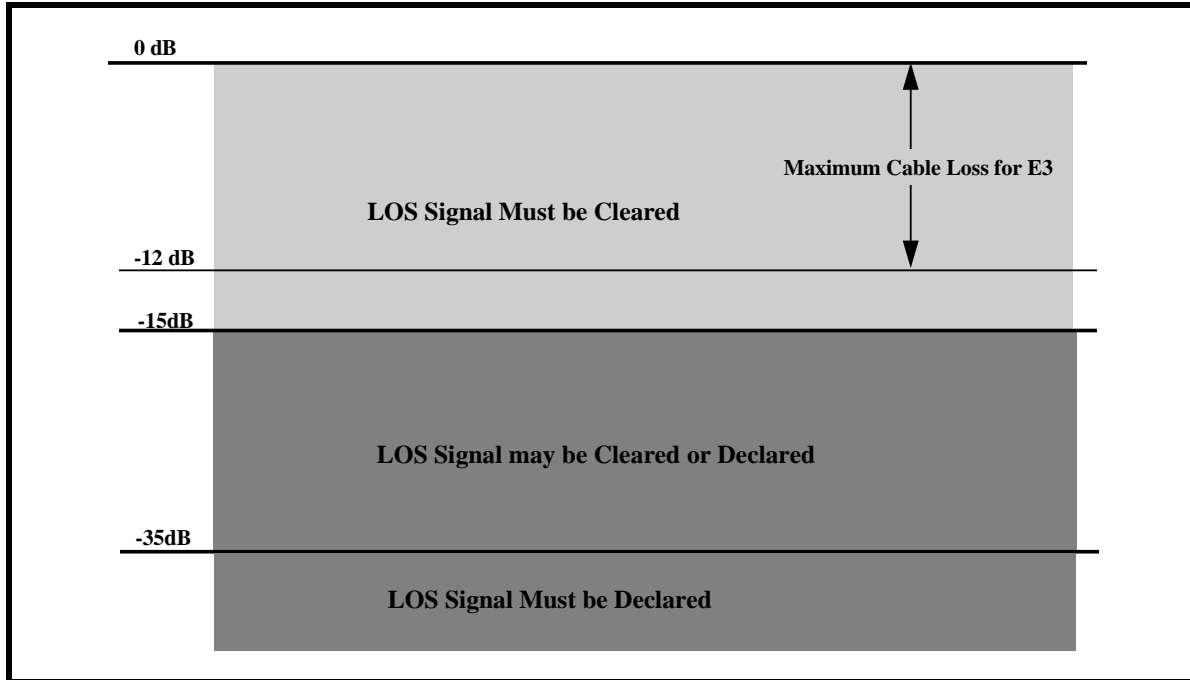 0 dB
Maximum Cable Loss for E3
LOS Signal Must be Cleared
-12 dB
-15dB
LOS Signal may be Cleared or Declared
-35dB
LOS Signal Must be Declared